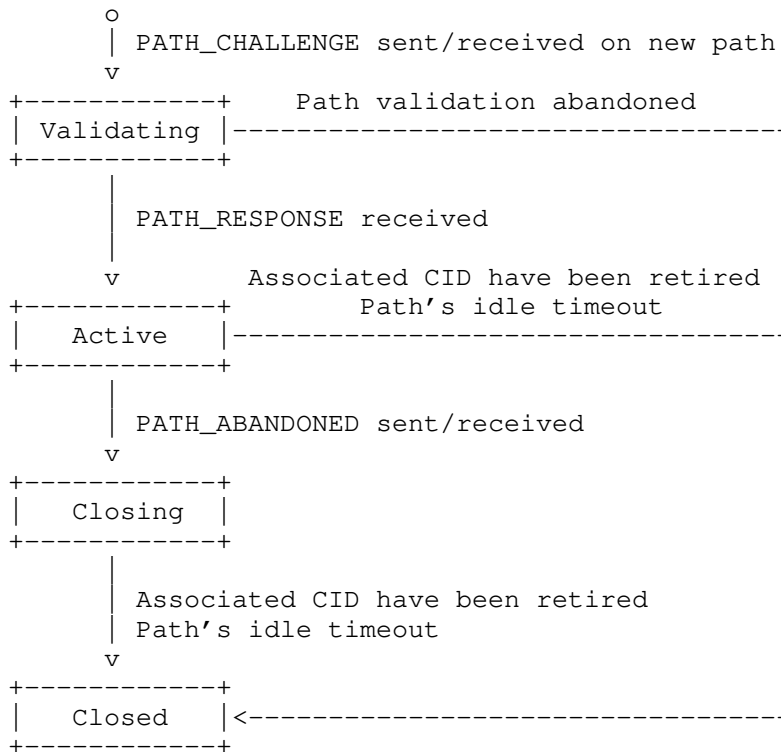 o
PATH_CHALLENGE sent/received on new path
v
Path validation abandoned
Validating
PATH_RESPONSE received
v
Associated CID have been retired
Path's idle timeout
Active
PATH_ABANDONED sent/received
v
Closing
Associated CID have been retired
Path's idle timeout
v
Closed